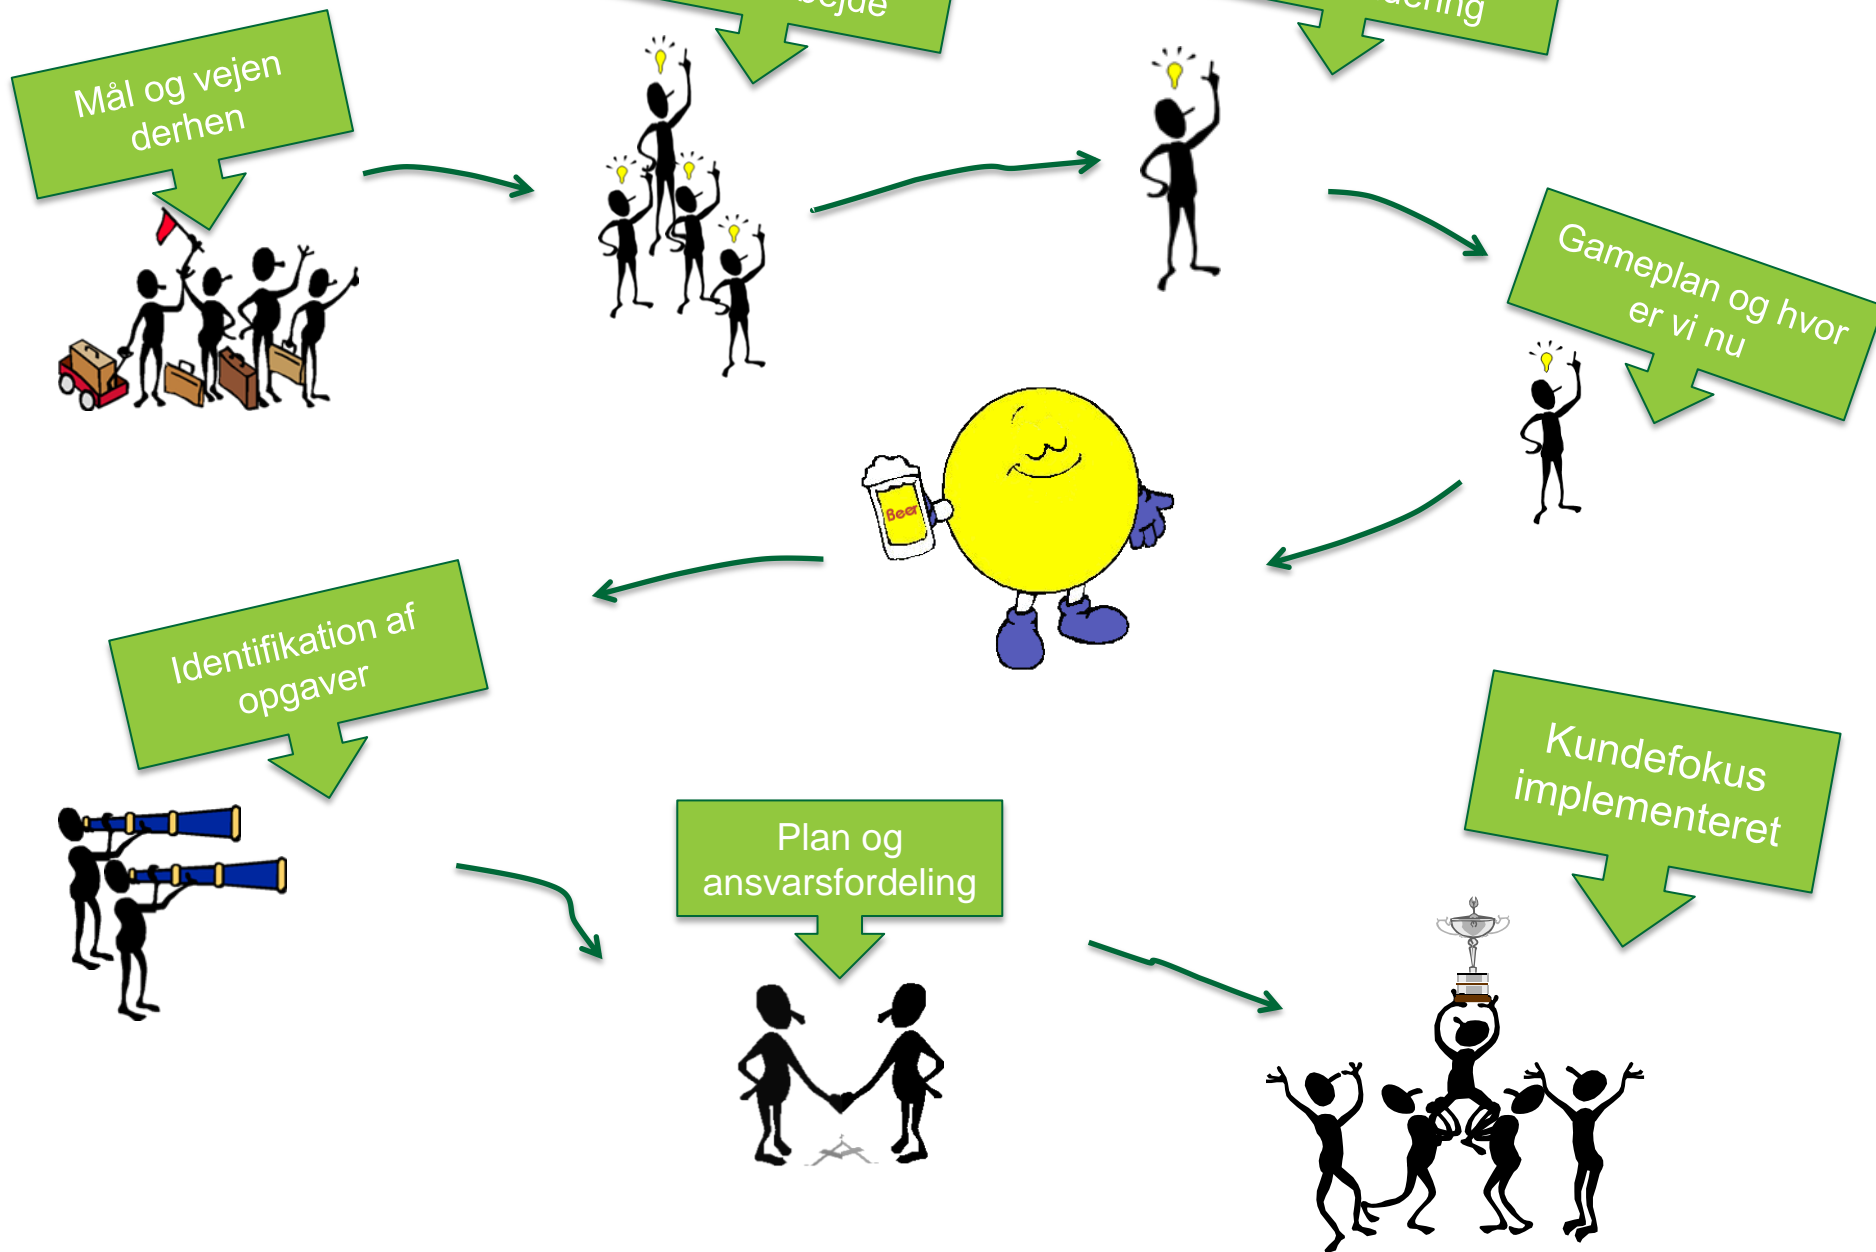 Mål og vejen
derhen
Gameplan og hvor
er vi nu
Beer
Identifikation af
opgaver
Plan og
ansvarsfordeling
Kundefokus
implementeret